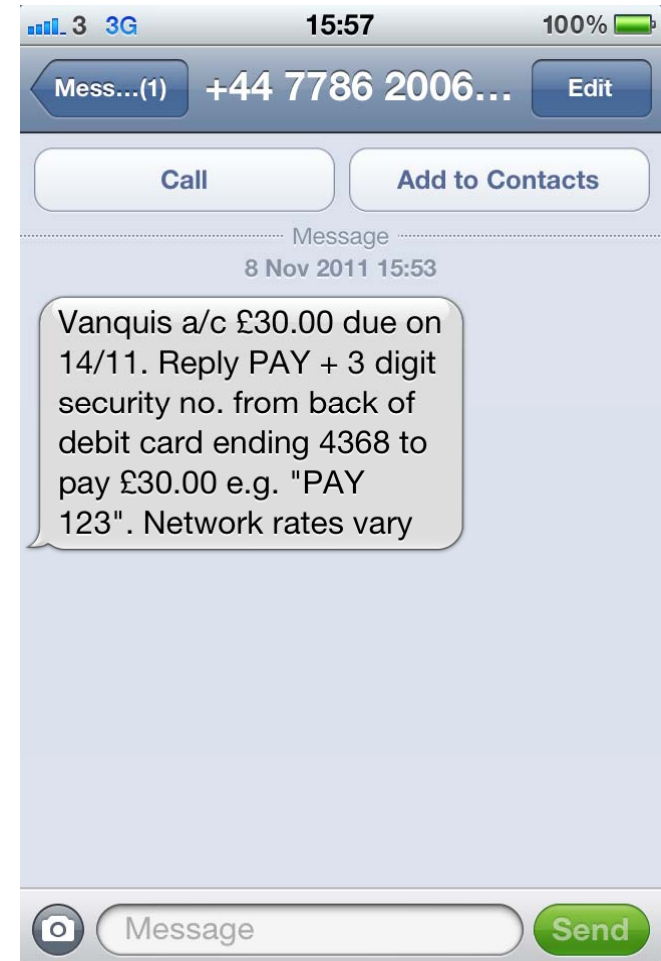 3 3G 15:57 100%
Mess...(1) +44 7786 2006... Edit
Call Add to Contacts
Message
8 Nov 2011 15:53
Vanquis a/c £30.00 due on
14/11. Reply PAY + 3 digit
security no. from back of
debit card ending 4368 to
pay £30.00 e.g. "PAY
123". Network rates vary
Message Send